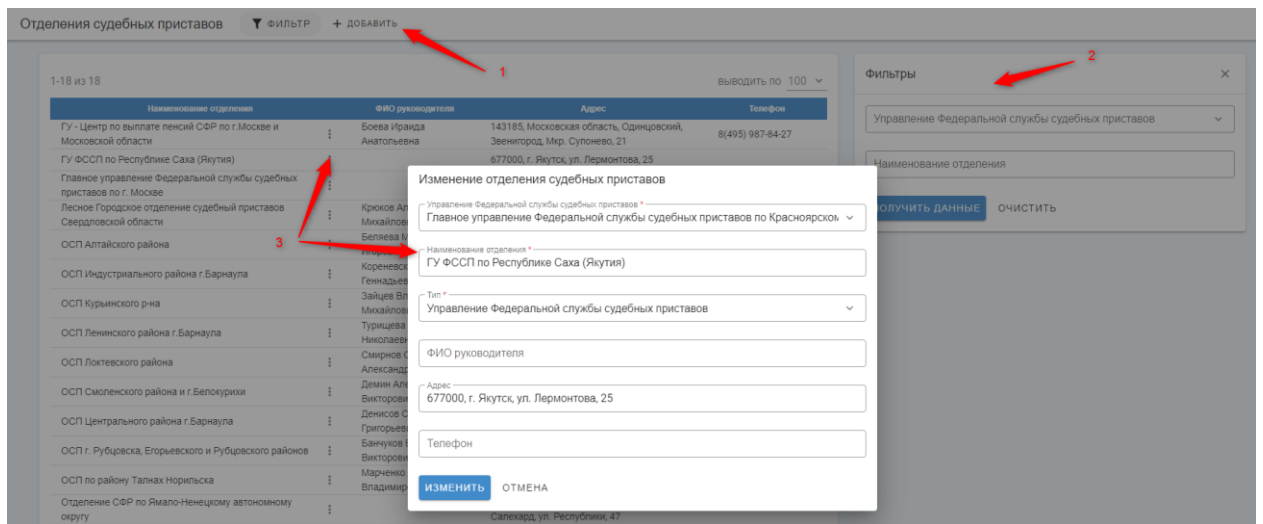 Отделения судебных приставов ФИЛЬТР + ДОБАВИТЬ
1
2
3
1-18 из 18 ВЫВОДИТЬ ПО 100
Наименование отделения ФИО руководителя Адрес Телефон
ГУ - Центр по выплате пенсий СФР по г.Москве и
Московской области
Боева Ираида
Анатольевна
143185, Московская область, Одинцовский,
Звенигород, Мкр. Супонево, 21
8(495) 987-84-27
ГУ ФССП по Республике Саха (Якутия)
677000, г. Якутск, ул. Лермонтова, 25
Главное управление Федеральной службы судебных
приставов по г. Москве
Лесное Городское отделение судебный приставов
Свердловской области
Крюков
ОСП Алтайского района
Беляева
ОСП Индустриального района г.Барнаула
ОСП Курьинского р-на
Зайцев
ОСП Ленинского района г.Барнаула
Турищева
ОСП Локтевского района
Смирнов
ОСП Смоленского района и г.Белокурихи
Демин
ОСП Центрального района г.Барнаула
Денисов
ОСП г. Рубцовска, Егорьевского и Рубцовского районов
Банчуков
ОСП по району Талнах Норильска
Марченко
Отделение СФР по Ямало-Ненецкому автономному
округу
Салехард, ул. Республики, 47
Изменение отделения судебных приставов
Управление Федеральной службы судебных приставов *
Главное управление Федеральной службы судебных приставов по Красноярском
Наименование отделения *
ГУ ФССП по Республике Саха (Якутия)
Тип *
Управление Федеральной службы судебных приставов
ФИО руководителя
Адрес
677000, г. Якутск, ул. Лермонтова, 25
Телефон
ИЗМЕНИТЬ ОТМЕНА
Фильтры
Управление Федеральной службы судебных приставов
Наименование отделения
ПОЛУЧИТЬ ДАННЫЕ ОЧИСТИТЬ